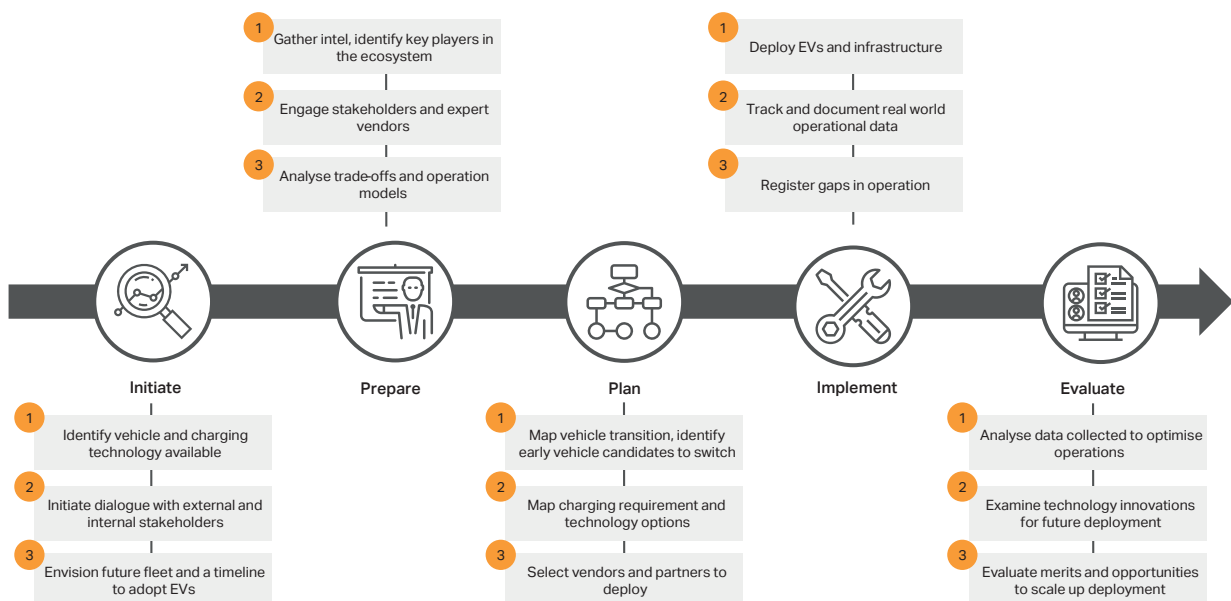 1
Gather intel, identify key players in
the ecosystem
2
Engage stakeholders and expert
vendors
3
Analyse trade-offs and operation
models
1
Deploy EVs and infrastructure
2
Track and document real world
operational data
3
Register gaps in operation
Initiate
Prepare
Plan
Implement
Evaluate
1
Identify vehicle and charging
technology available
2
Initiate dialogue with external and
internal stakeholders
3
Envision future fleet and a timeline
to adopt EVs
1
Map vehicle transition, identify
early vehicle candidates to switch
2
Map charging requirement and
technology options
3
Select vendors and partners to
deploy
1
Analyse data collected to optimise
operations
2
Examine technology innovations
for future deployment
3
Evaluate merits and opportunities
to scale up deployment